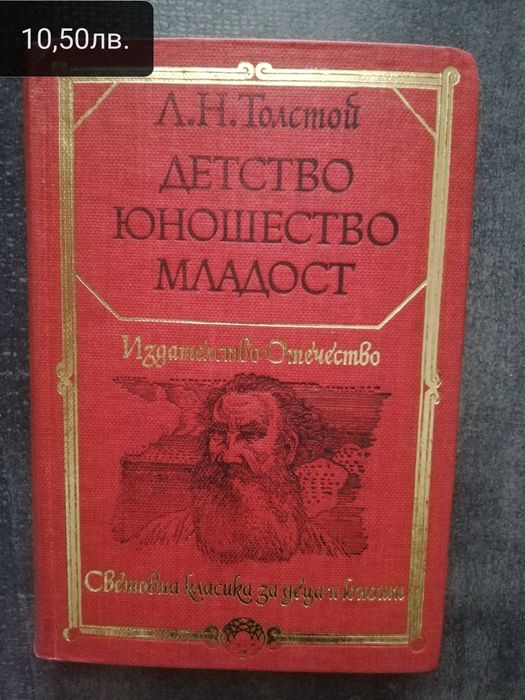 10,50лв.
Л.Н.Толстой
ДЕТСТВО
ЮНОШЕСТВО
МЛАДОСТ
Издателство Отечество
Световна класика за деца и юноши